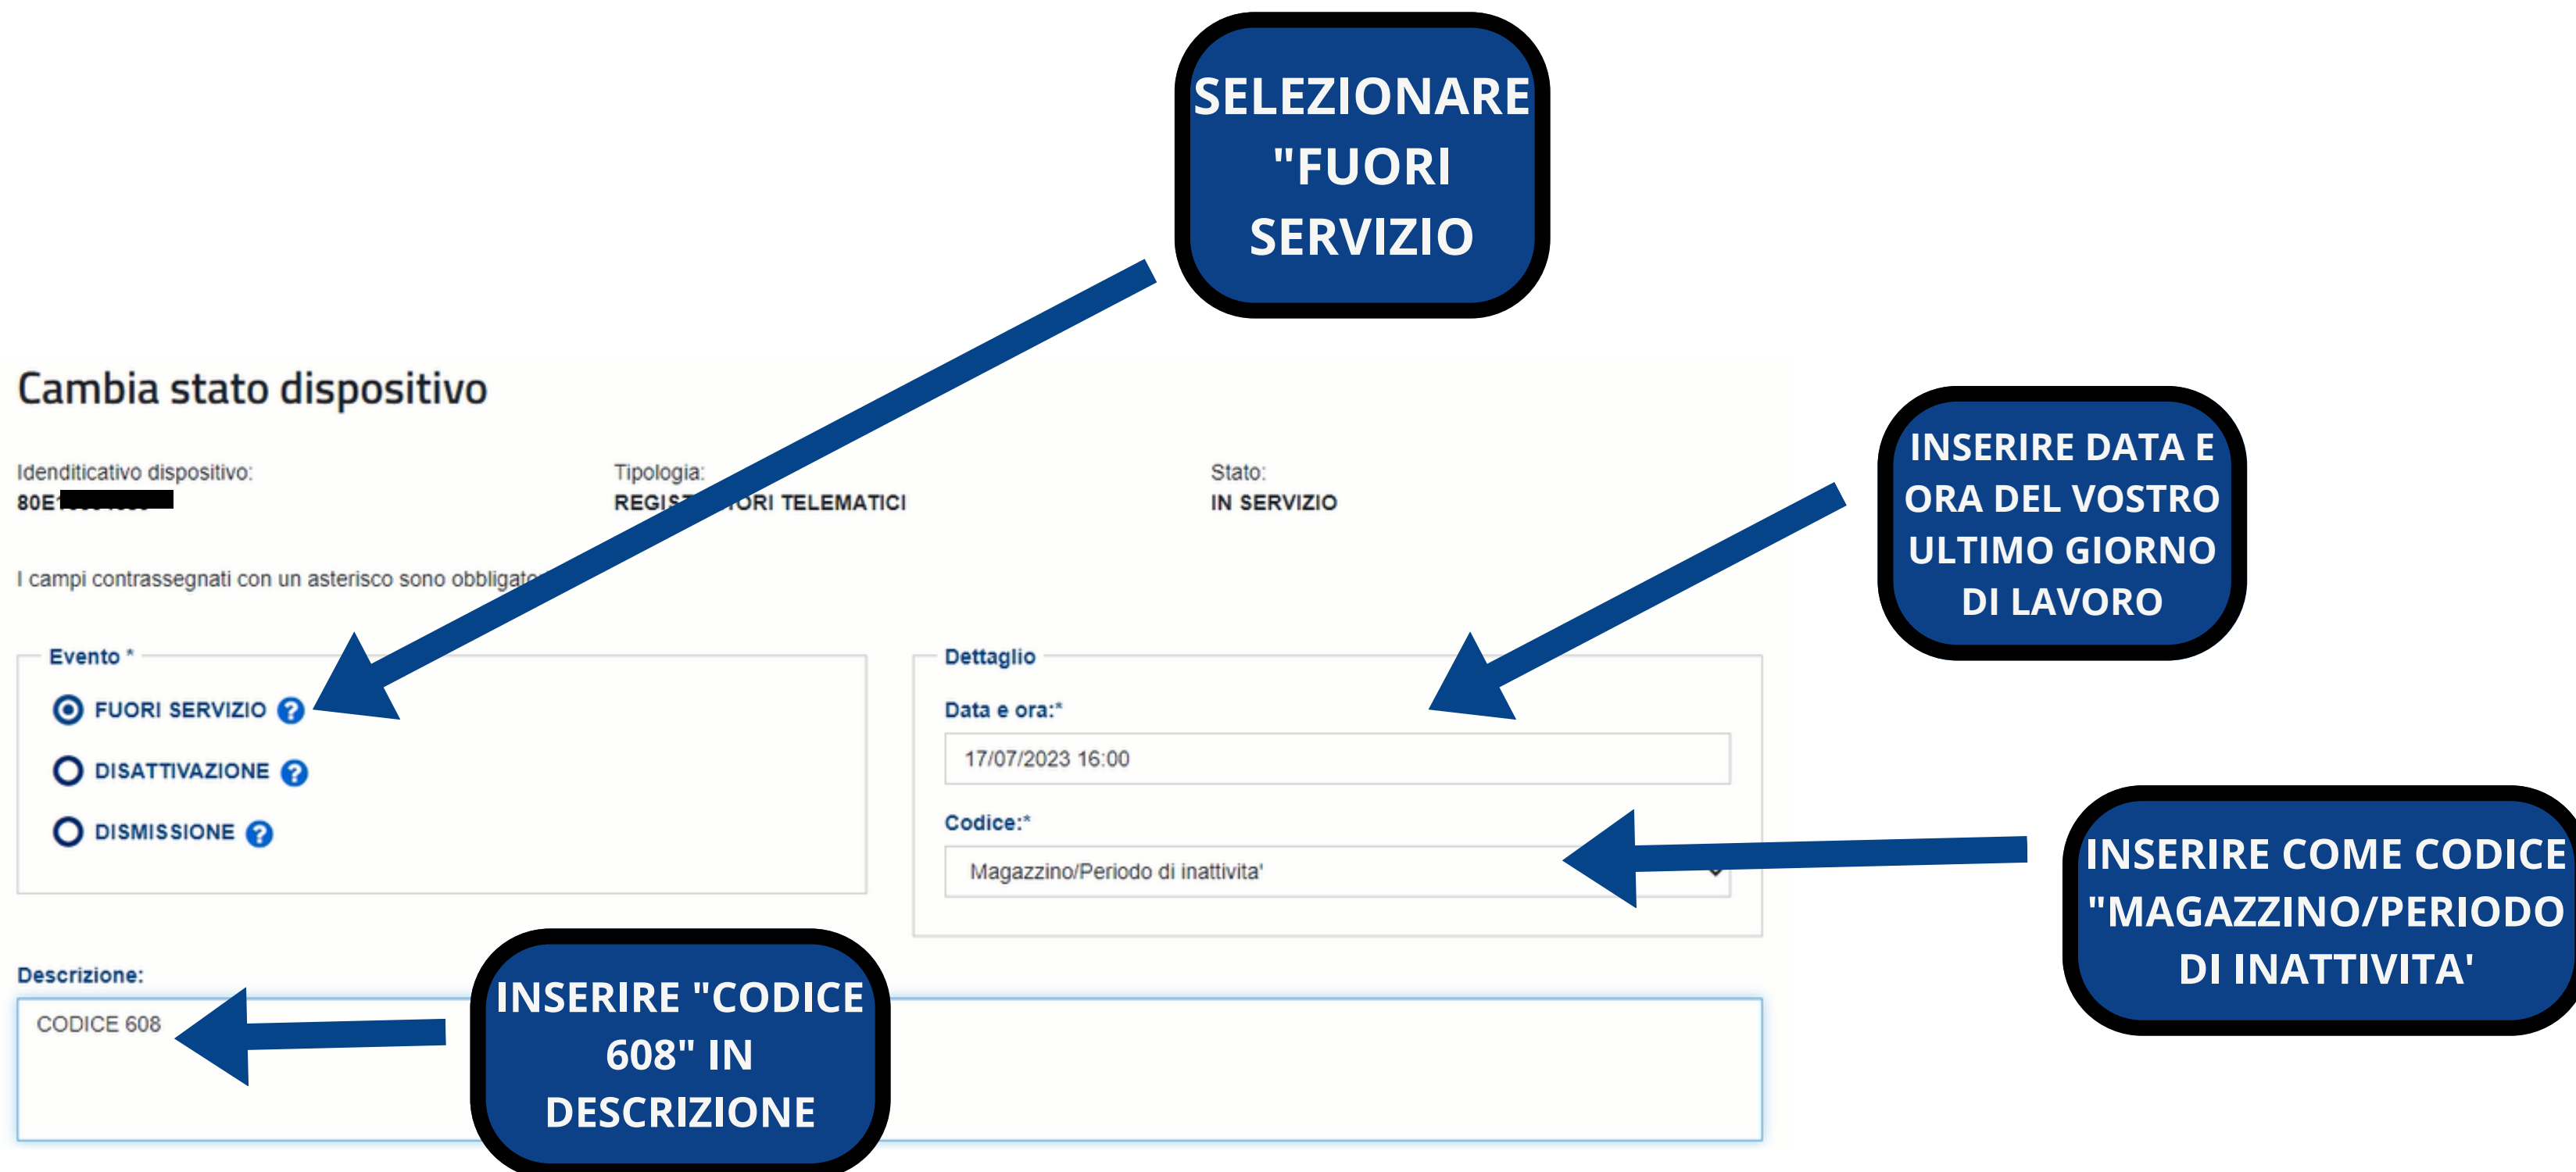 SELEZIONARE
"FUORI
SERVIZIO
Cambia stato dispositivo
Idenditicativo dispositivo:
80E
Tipologia:
TELEMATICI
Stato:
IN SERVIZIO
I campi contrassegnati con un asterisco sono
INSERIRE DATA E
ORA DEL VOSTRO
ULTIMO GIORNO
DI LAVORO
Evento *
FUORI SERVIZIO ?
DISATTIVAZIONE ?
DISMISSIONE ?
Dettaglio
Data e ora:*
17/07/2023 16:00
Codice:*
Magazzino/Periodo di inattivita'
INSERIRE COME CODICE
"MAGAZZINO/PERIODO
DI INATTIVITA'
Descrizione:
CODICE 608
INSERIRE "CODICE
608" IN
DESCRIZIONE